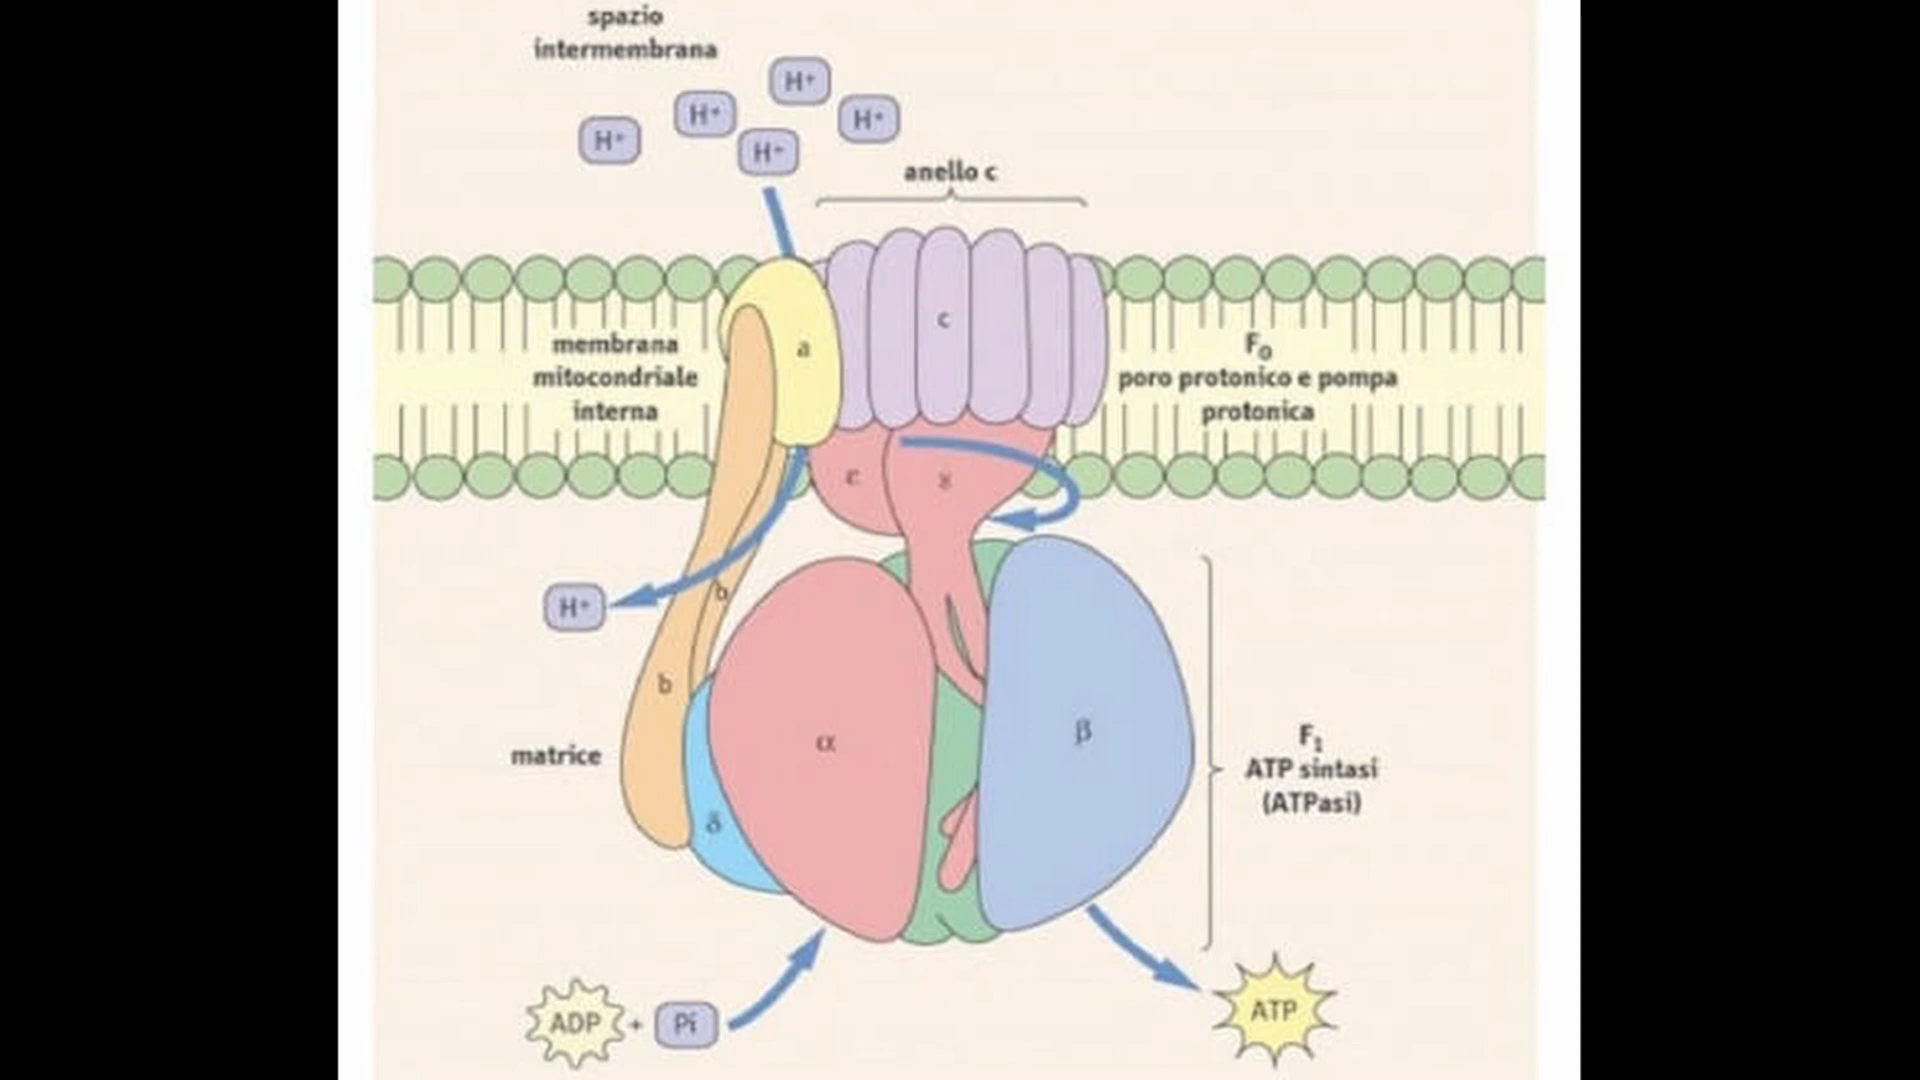 spazio
intermembrana
H⁺
H⁺
H⁺
H⁺
H⁺
anello c
a
c
membrana
mitocondriale
interna
F₀
poro protonico e pompa
protonica
ε
γ
H⁺
b
b
matrice
α
β
δ
F₁
ATP sintasi
(ATPasi)
ADP + Pi
ATP